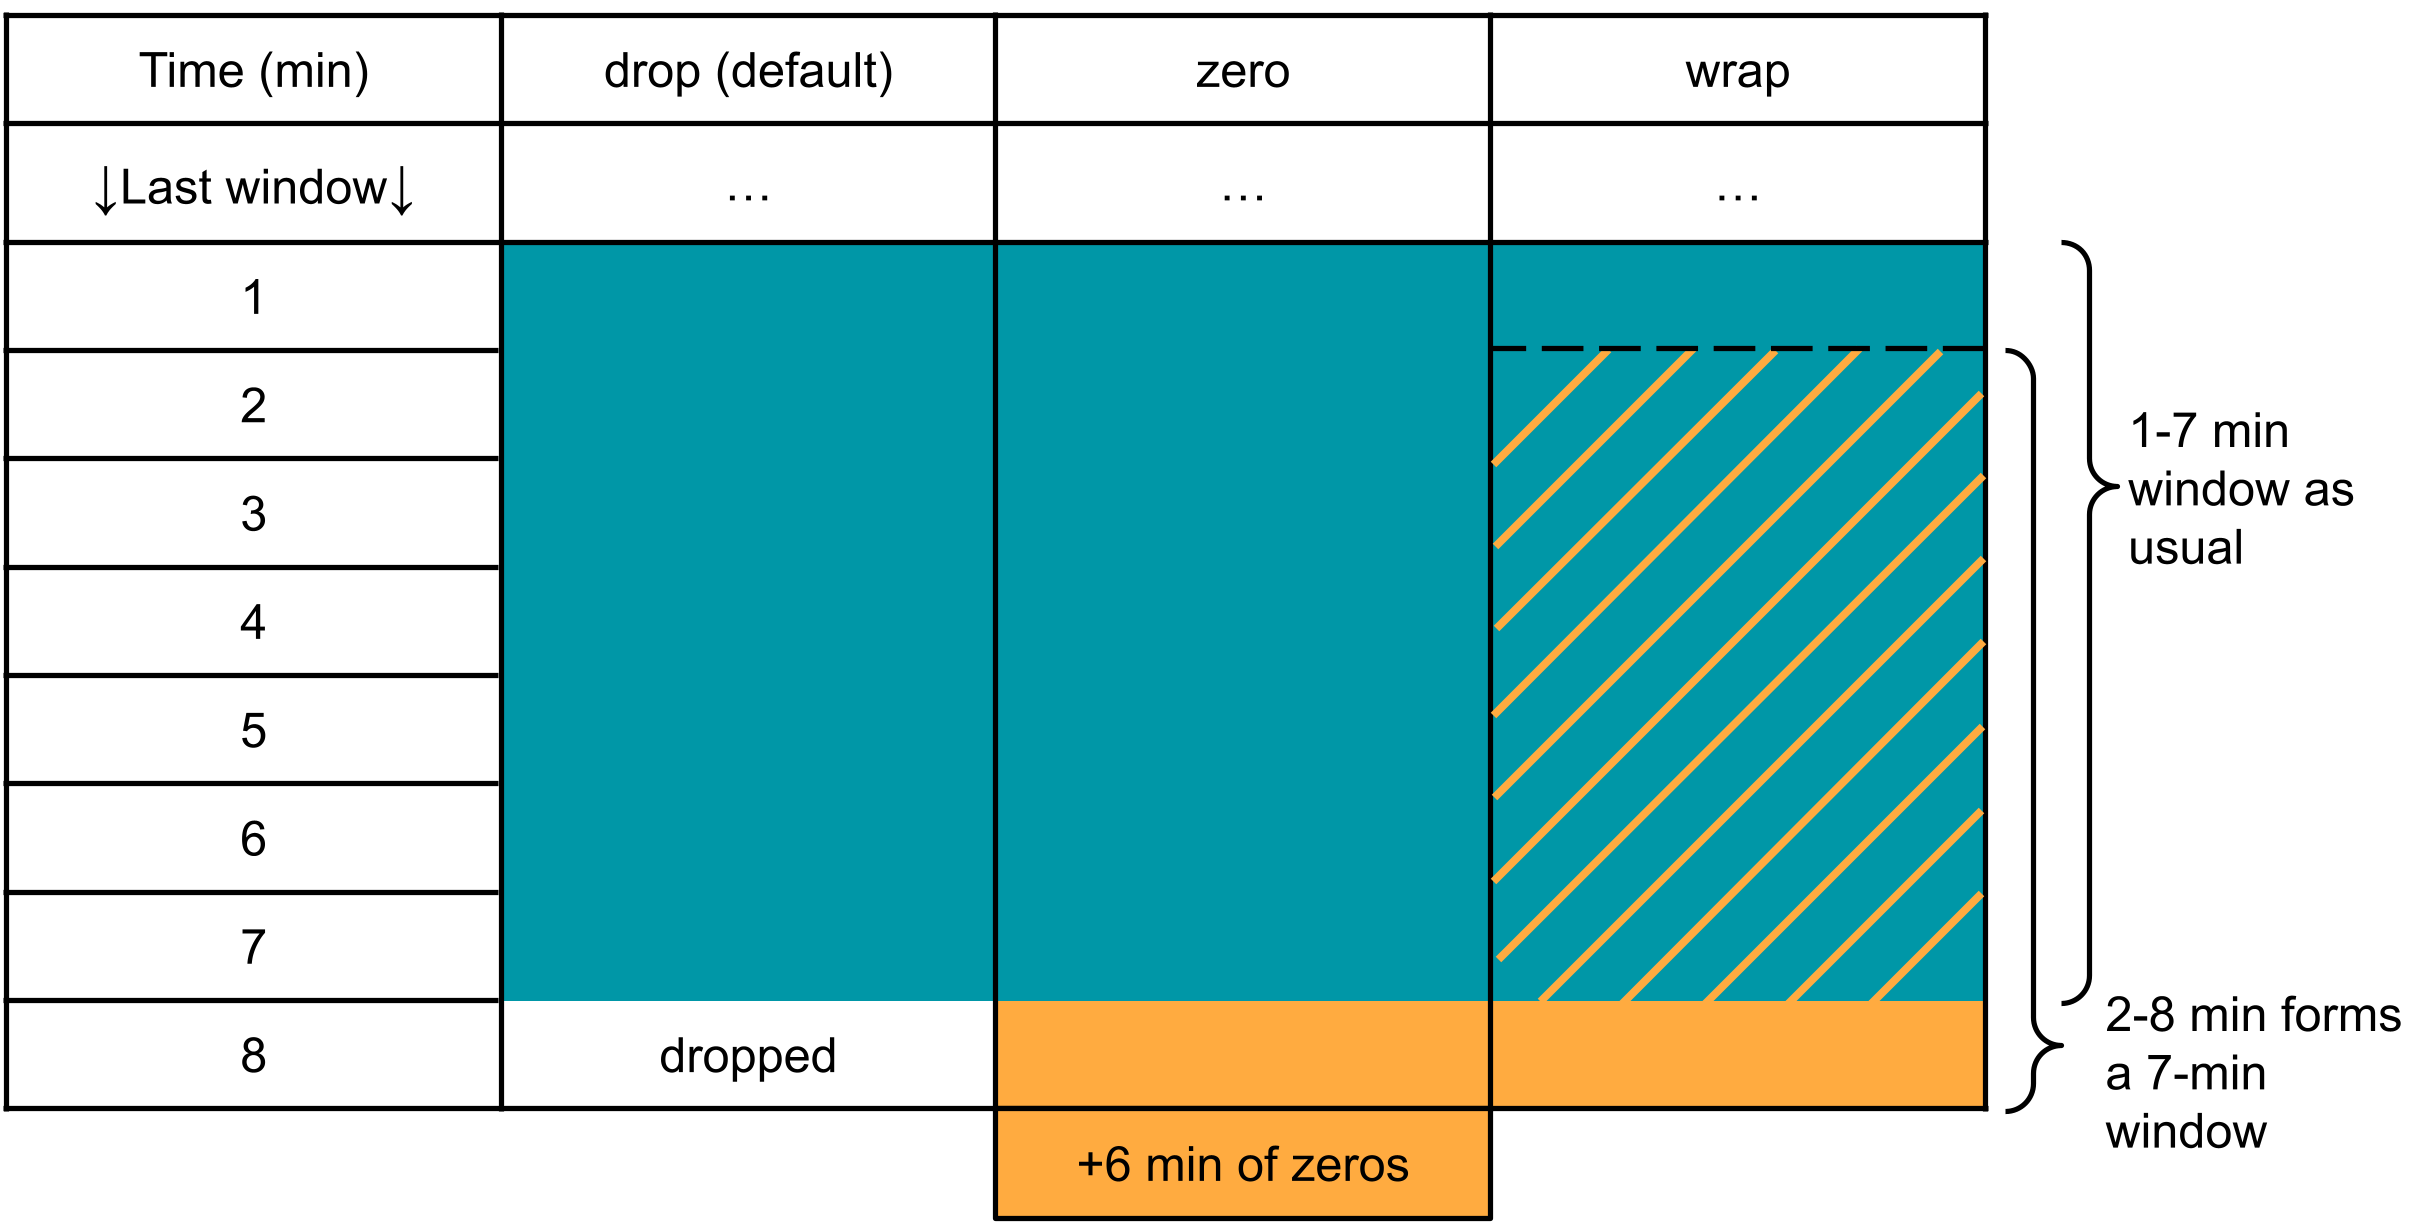 Time (min)
drop (default)
zero
wrap
↓Last window↓
…
…
…
1
2
3
4
5
6
7
8
dropped
+6 min of zeros
1-7 min
window as
usual
2-8 min forms
a 7-min
window